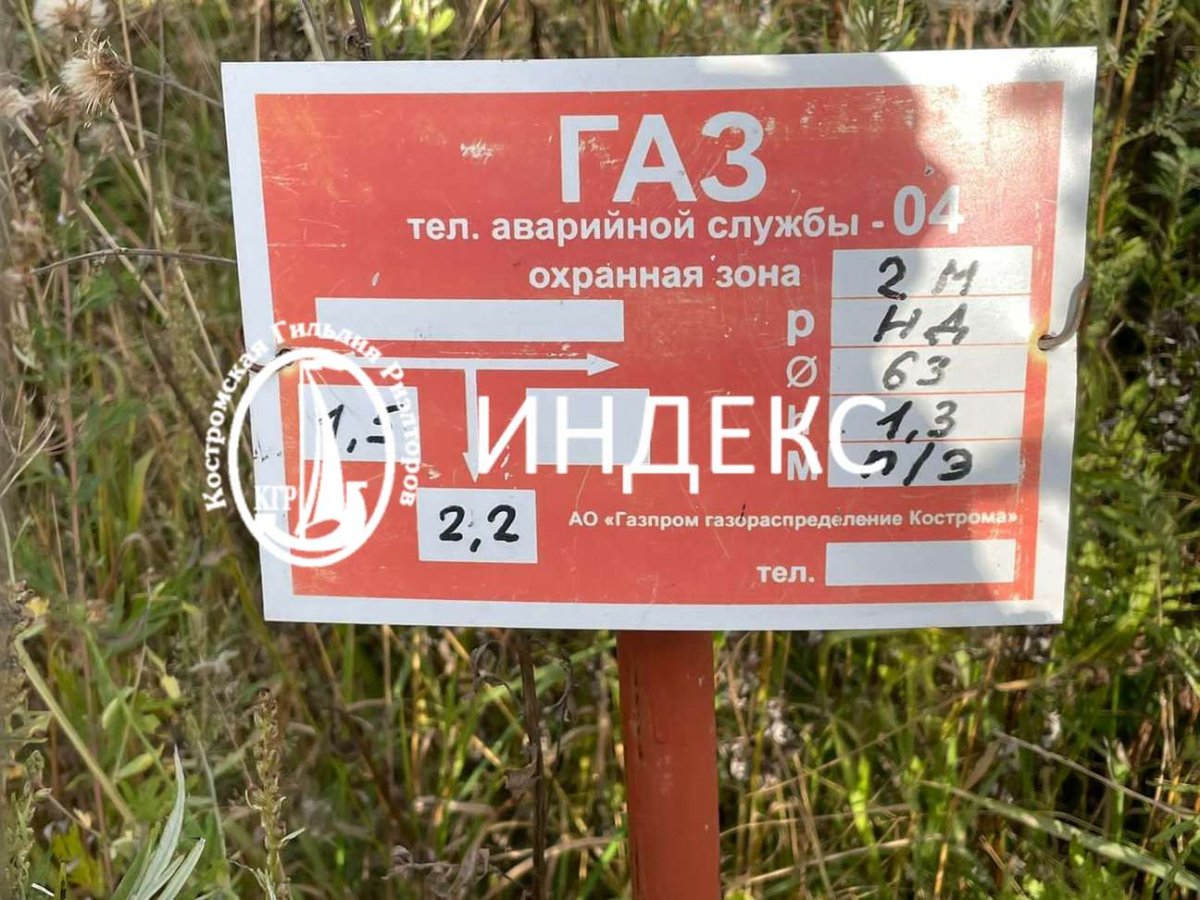 ГАЗ
тел. аварийной службы - 04
охранная зона 2 м
р НД
Ø 63
h 1,3
м п/э
2,2
АО «Газпром газораспределение Кострома»
тел.
Костромская Гильдия Риэлторов
КГР
ИНДЕКС